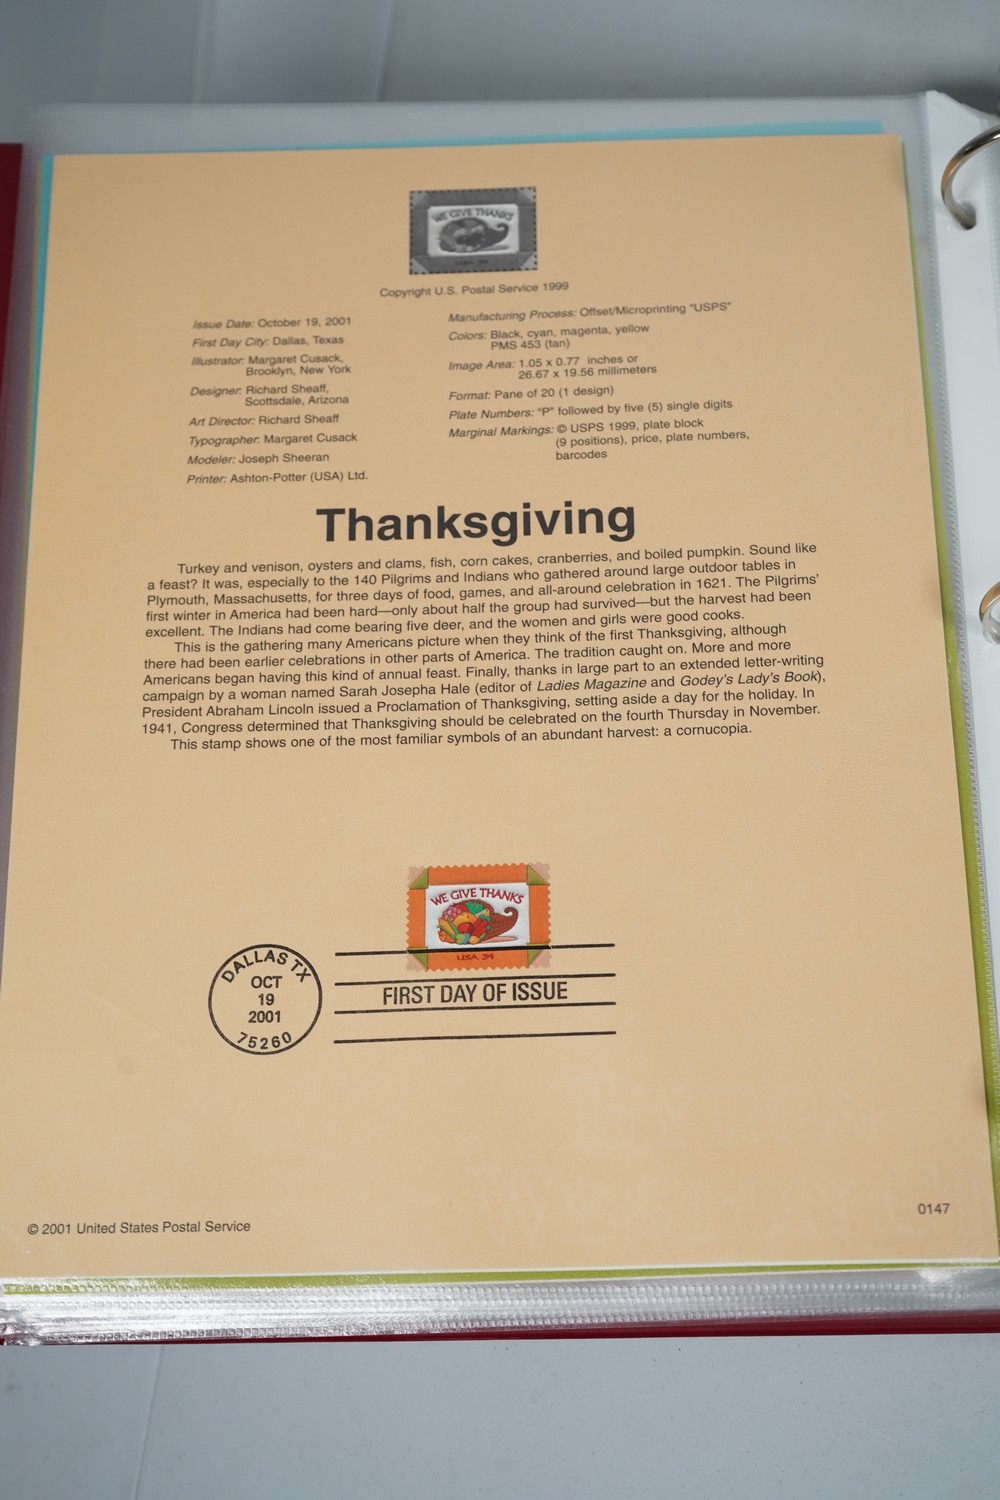 WE GIVE THANKS
Copyright U.S. Postal Service 1999
Issue Date: October 19, 2001
First Day City: Dallas, Texas
Illustrator: Margaret Cusack,
Brooklyn, New York
Designer: Richard Sheaff,
Scottsdale, Arizona
Art Director: Richard Sheaff
Typographer: Margaret Cusack
Modeler: Joseph Sheeran
Printer: Ashton-Potter (USA) Ltd.
Manufacturing Process: Offset/Microprinting "USPS"
Colors: Black, cyan, magenta, yellow
PMS 453 (tan)
Image Area: 1.05 x 0.77 inches or
26.67 x 19.56 millimeters
Format: Pane of 20 (1 design)
Plate Numbers: "P" followed by five (5) single digits
Marginal Markings: © USPS 1999, plate block
(9 positions), price, plate numbers,
barcodes
Thanksgiving
Turkey and venison, oysters and clams, fish, corn cakes, cranberries, and boiled pumpkin. Sound like
a feast? It was, especially to the 140 Pilgrims and Indians who gathered around large outdoor tables in
Plymouth, Massachusetts, for three days of food, games, and all-around celebration in 1621. The Pilgrims'
first winter in America had been hard—only about half the group had survived—but the harvest had been
excellent. The Indians had come bearing five deer, and the women and girls were good cooks.
This is the gathering many Americans picture when they think of the first Thanksgiving, although
there had been earlier celebrations in other parts of America. The tradition caught on. More and more
Americans began having this kind of annual feast. Finally, thanks in large part to an extended letter-writing
campaign by a woman named Sarah Josepha Hale (editor of Ladies Magazine and Godey's Lady's Book),
President Abraham Lincoln issued a Proclamation of Thanksgiving, setting aside a day for the holiday. In
1941, Congress determined that Thanksgiving should be celebrated on the fourth Thursday in November.
This stamp shows one of the most familiar symbols of an abundant harvest: a cornucopia.
WE GIVE THANKS
USA 34
DALLAS TX
OCT
19
2001
75260
FIRST DAY OF ISSUE
© 2001 United States Postal Service
0147